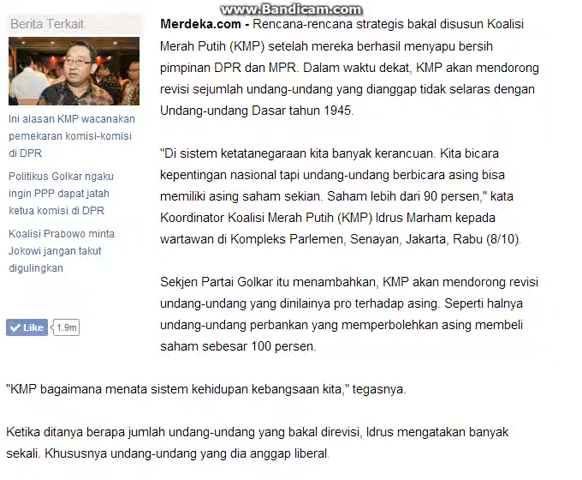 www.Bandicam.com
Berita Terkait
Ini alasan KMP wacanakan
pemekaran komisi-komisi
di DPR
Politikus Golkar ngaku
ingin PPP dapat jatah
ketua komisi di DPR
Koalisi Prabowo minta
Jokowi jangan takut
digulingkan
Like 1.9m
Merdeka.com - Rencana-rencana strategis bakal disusun Koalisi
Merah Putih (KMP) setelah mereka berhasil menyapu bersih
pimpinan DPR dan MPR. Dalam waktu dekat, KMP akan mendorong
revisi sejumlah undang-undang yang dianggap tidak selaras dengan
Undang-undang Dasar tahun 1945.
"Di sistem ketatanegaraan kita banyak kerancuan. Kita bicara
kepentingan nasional tapi undang-undang berbicara asing bisa
memiliki asing saham sekian. Saham lebih dari 90 persen," kata
Koordinator Koalisi Merah Putih (KMP) Idrus Marham kepada
wartawan di Kompleks Parlemen, Senayan, Jakarta, Rabu (8/10).
Sekjen Partai Golkar itu menambahkan, KMP akan mendorong revisi
undang-undang yang dinilainya pro terhadap asing. Seperti halnya
undang-undang perbankan yang memperbolehkan asing membeli
saham sebesar 100 persen.
"KMP bagaimana menata sistem kehidupan kebangsaan kita," tegasnya.
Ketika ditanya berapa jumlah undang-undang yang bakal direvisi, Idrus mengatakan banyak
sekali. Khususnya undang-undang yang dia anggap liberal.